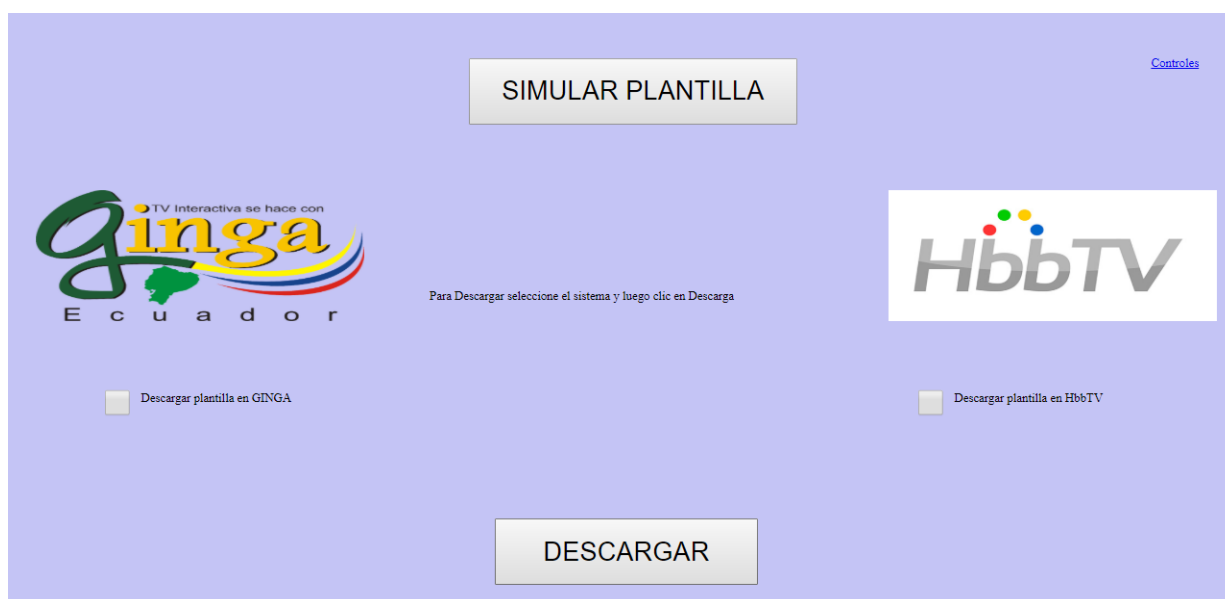 SIMULAR PLANTILLA
Controles
TV Interactiva se hace con
ginga
Ecuador
HbbTV
Para Descargar seleccione el sistema y luego clic en Descarga
Descargar plantilla en GINGA
Descargar plantilla en HbbTV
DESCARGAR